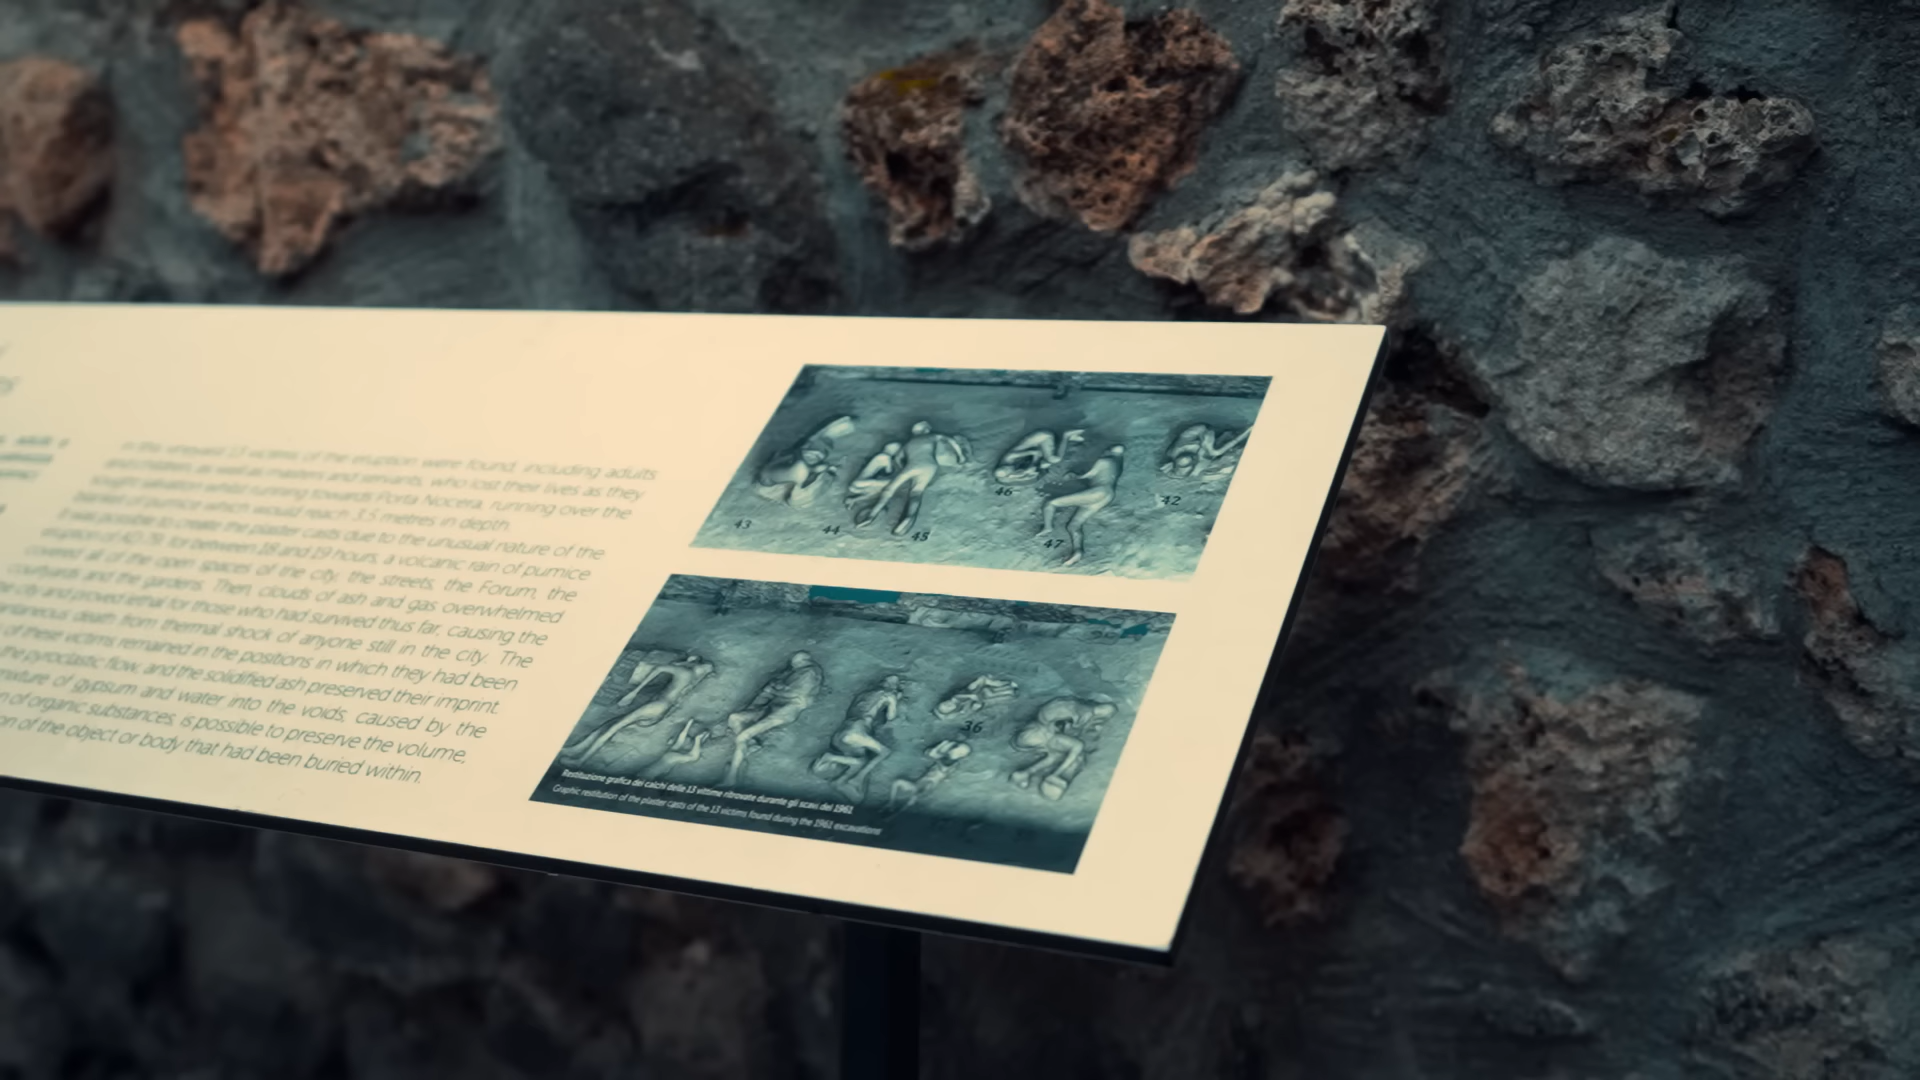 In this vineyard 13 victims of the eruption were found, including adults
and children, as well as masters and servants, who lost their lives as they
sought salvation whilst running towards Porta Nocera, running over the
blanket of pumice which would reach 3.5 metres in depth.
It was possible to create the plaster casts due to the unusual nature of the
eruption of AD 79: for between 18 and 19 hours, a volcanic rain of pumice
covered all of the open spaces of the city: the streets, the Forum, the
courtyards and the gardens. Then, clouds of ash and gas overwhelmed
the city and proved lethal for those who had survived thus far, causing the
death from thermal shock of anyone still in the city. The
of these victims remained in the positions in which they had been
the pyroclastic flow, and the solidified ash preserved their imprint.
mixture of gypsum and water into the voids, caused by the
of organic substances, is possible to preserve the volume,
of the object or body that had been buried within.
43
44
45
46
47
42
36
Restituzione grafica dei calchi delle 13 vittime ritrovate durante gli scavi del 1961
Graphic restitution of the plaster casts of the 13 victims found during the 1961 excavations